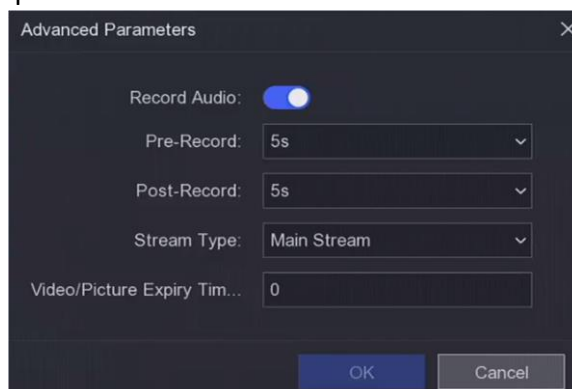 Advanced Parameters
Record Audio:
Pre-Record: 5s
Post-Record: 5s
Stream Type: Main Stream
Video/Picture Expiry Tim... 0
OK Cancel